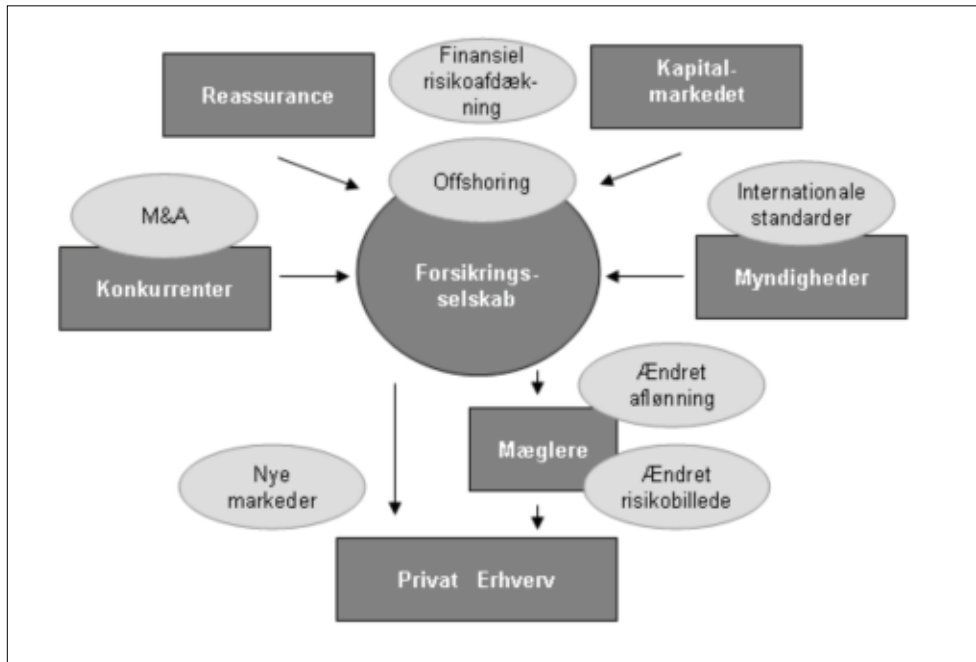 Finansiel
risikoafdæk-
ning
Reassurance
Kapital-
markedet
Offshoring
M&A
Internationale
standarder
Konkurrenter
Forsikrings-
selskab
Myndigheder
Ændret
aflønning
Mæglere
Nye
markeder
Ændret
risikobillede
Privat Erhverv